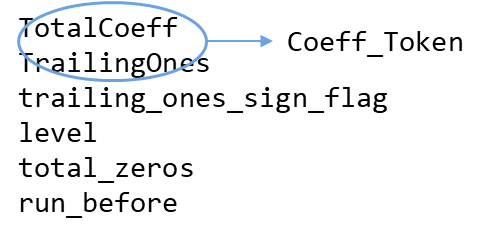 TotalCoeff
Coeff_Token
TrailingOnes
trailing_ones_sign_flag
level
total_zeros
run_before